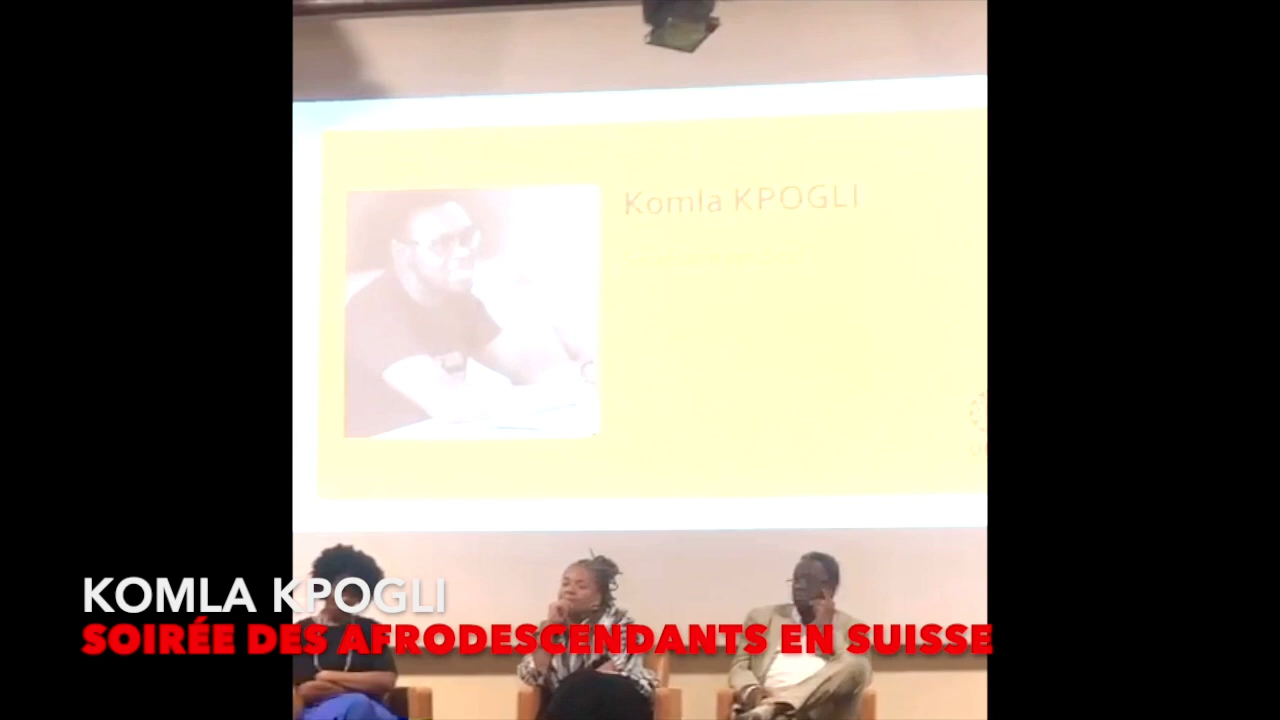 Komla KPOGLI
KOMLA KPOGLI
SOIRÉE DES AFRODESCENDANTS EN SUISSE